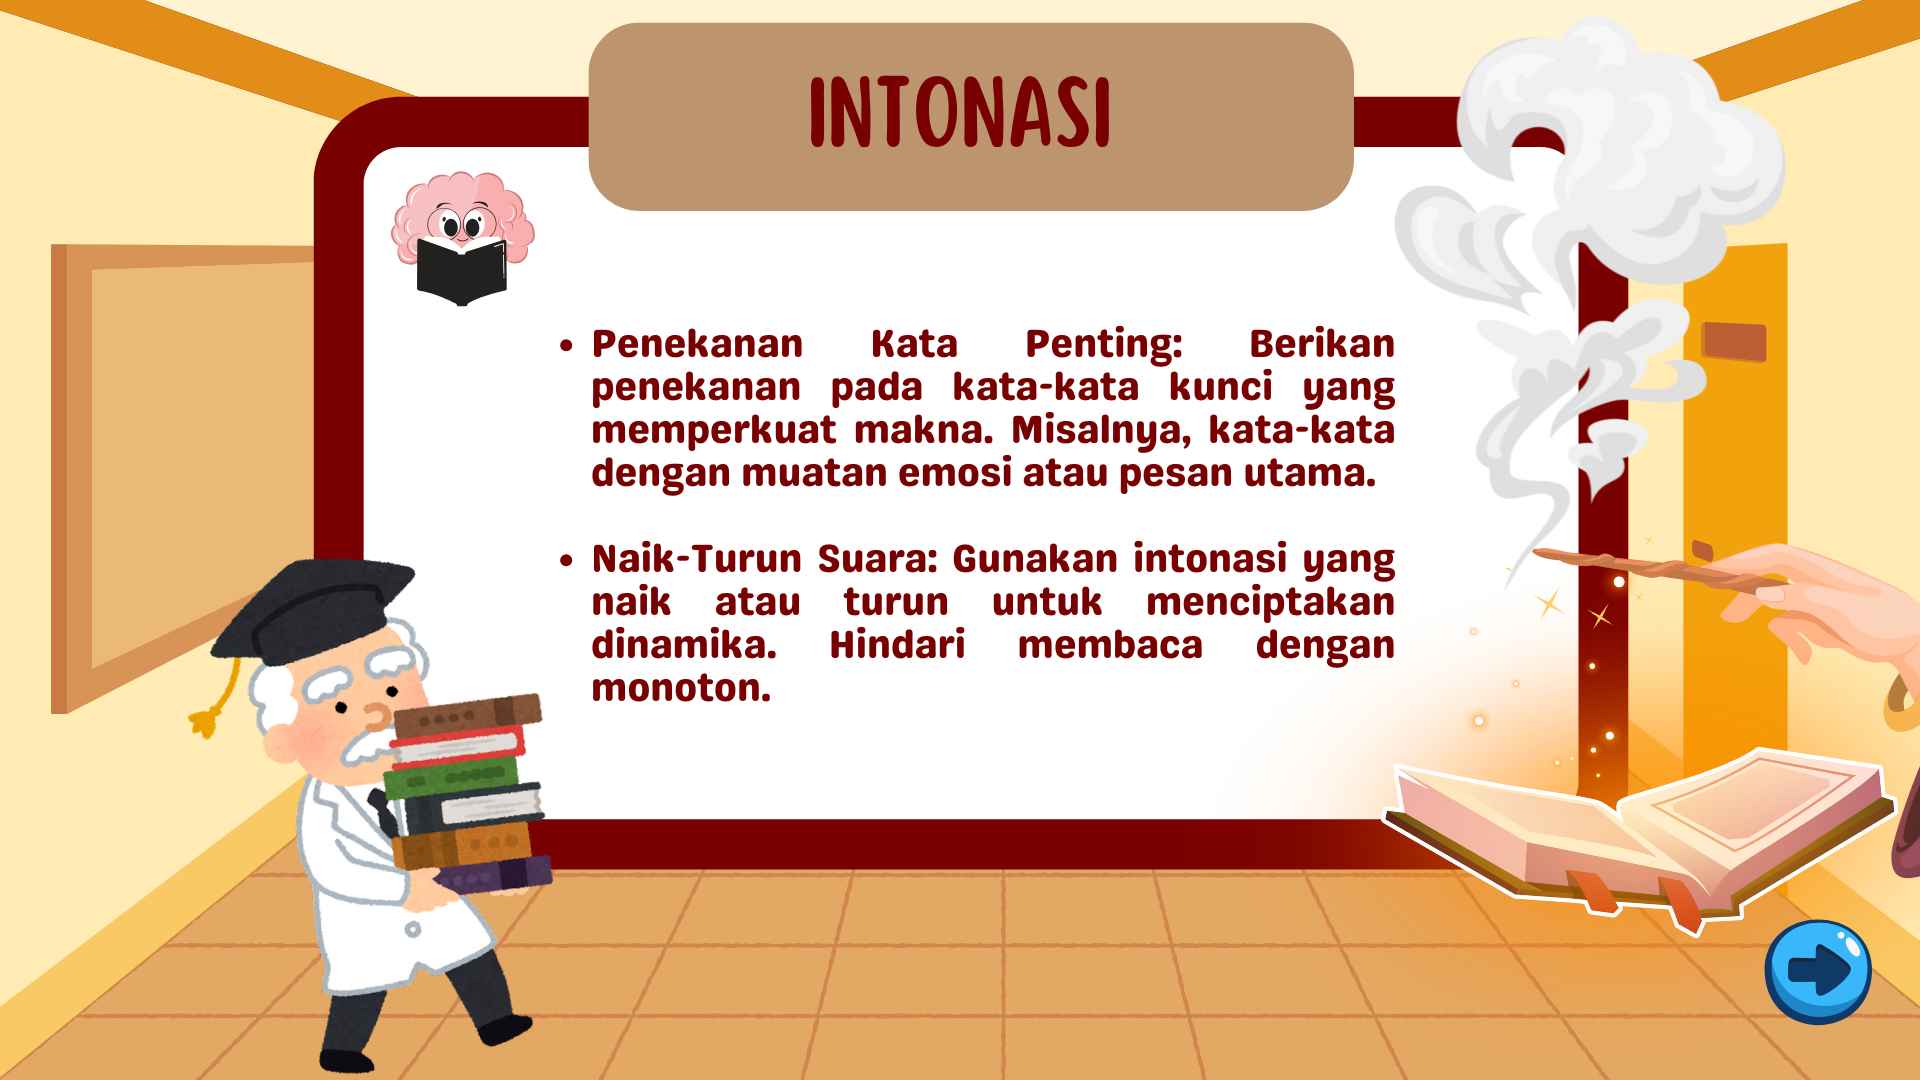 INTONASI
• Penekanan Kata Penting: Berikan
penekanan pada kata-kata kunci yang
memperkuat makna. Misalnya, kata-kata
dengan muatan emosi atau pesan utama.
• Naik-Turun Suara: Gunakan intonasi yang
naik atau turun untuk menciptakan
dinamika. Hindari membaca dengan
monoton.